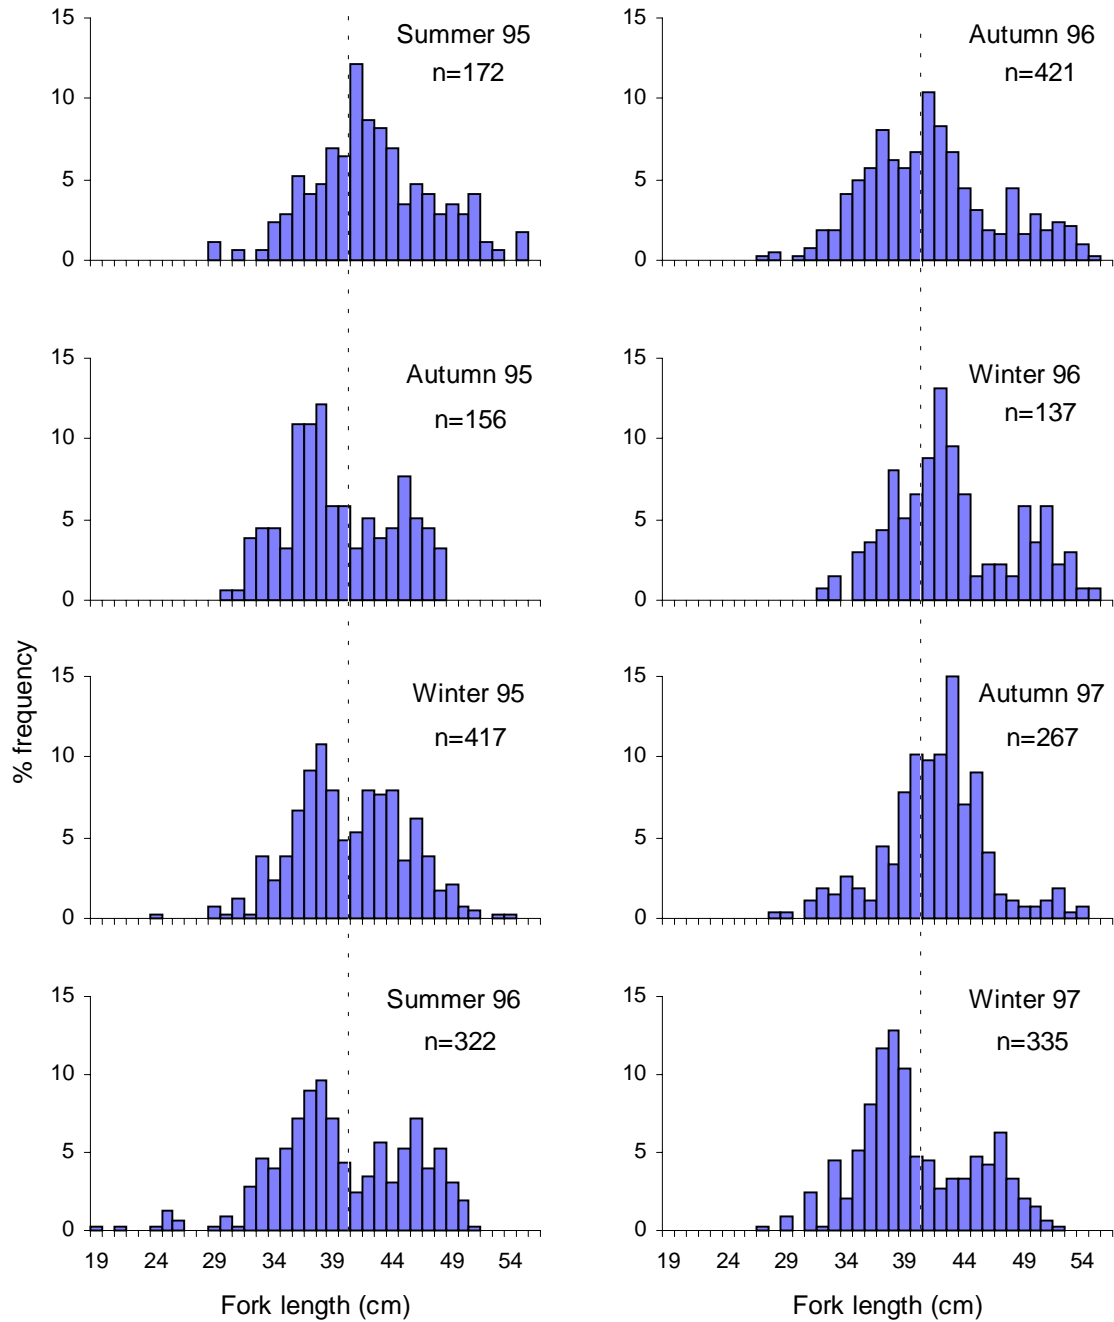 15
10
5
0
Summer 95
n=172
15
10
5
0
Autumn 96
n=421
15
10
5
0
Autumn 95
n=156
15
10
5
0
Winter 96
n=137
% frequency
15
10
5
0
Winter 95
n=417
15
10
5
0
Autumn 97
n=267
15
10
5
0
Summer 96
n=322
19 24 29 34 39 44 49 54
Fork length (cm)
15
10
5
0
Winter 97
n=335
19 24 29 34 39 44 49 54
Fork length (cm)